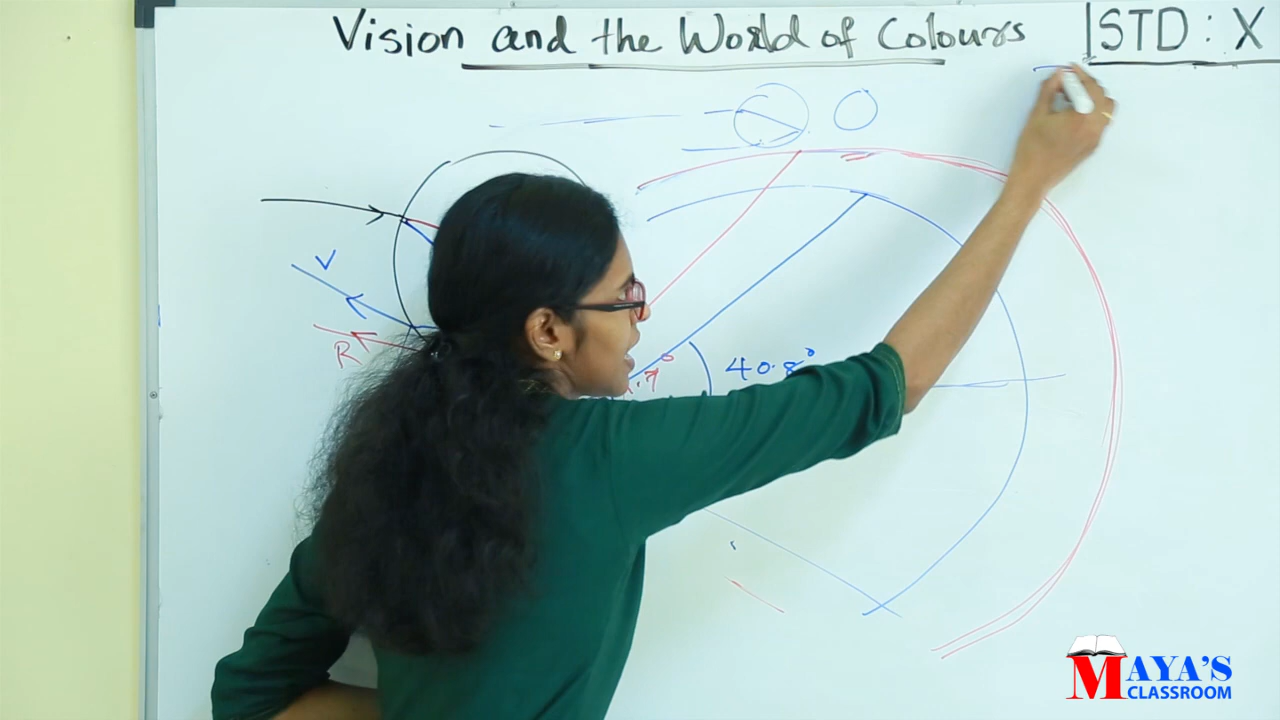 Vision and the World of Colours
STD : X
V
R
40.8°
MAYA'S
CLASSROOM